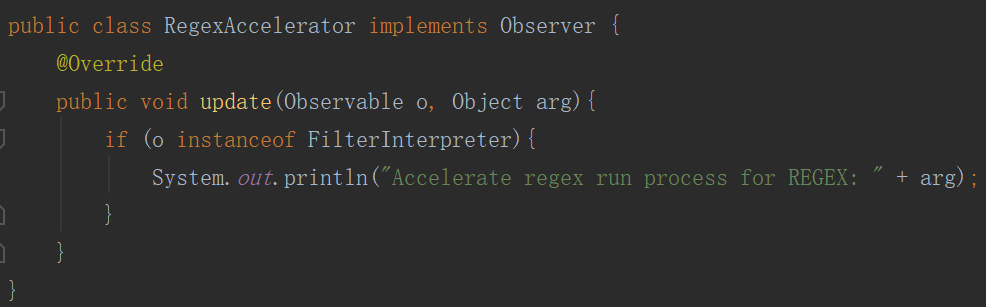 public class RegexAccelerator implements Observer {
    @Override
    public void update(Observable o, Object arg){
        if (o instanceof FilterInterpreter){
            System.out.println("Accelerate regex run process for REGEX: " + arg);
        }
    }
}